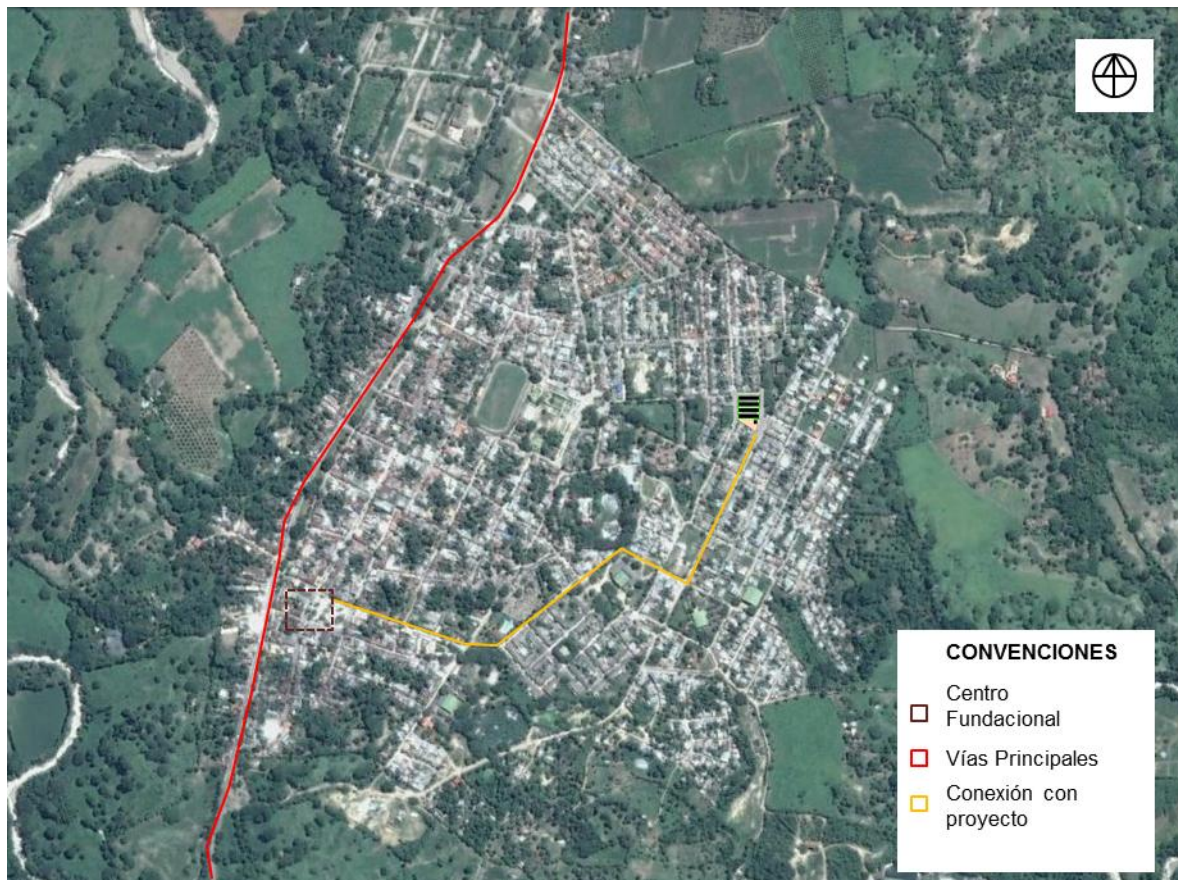 CONVENCIONES
Centro
Fundacional
Vías Principales
Conexión con
proyecto